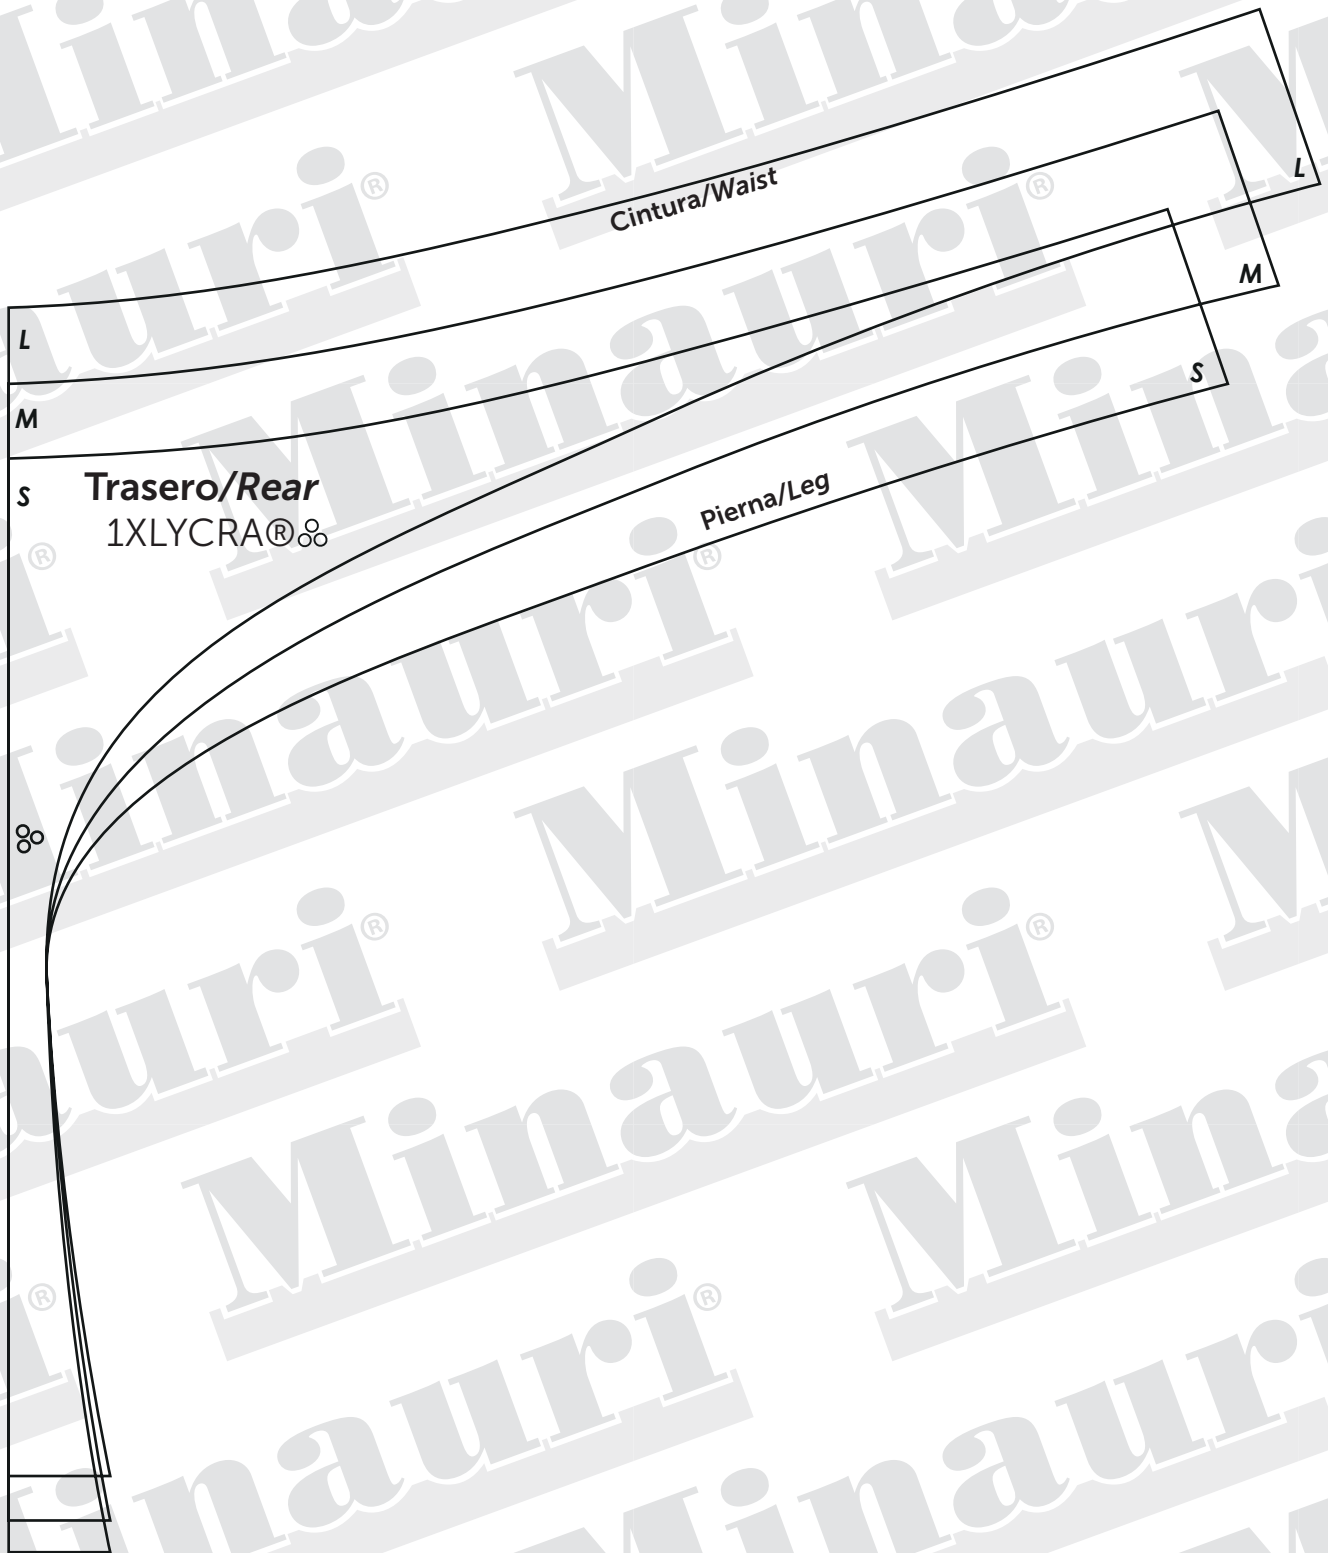 Cintura/Waist
L
M
S
L
M
S
Trasero/Rear
1XLYCRA®
Pierna/Leg
Minauri®